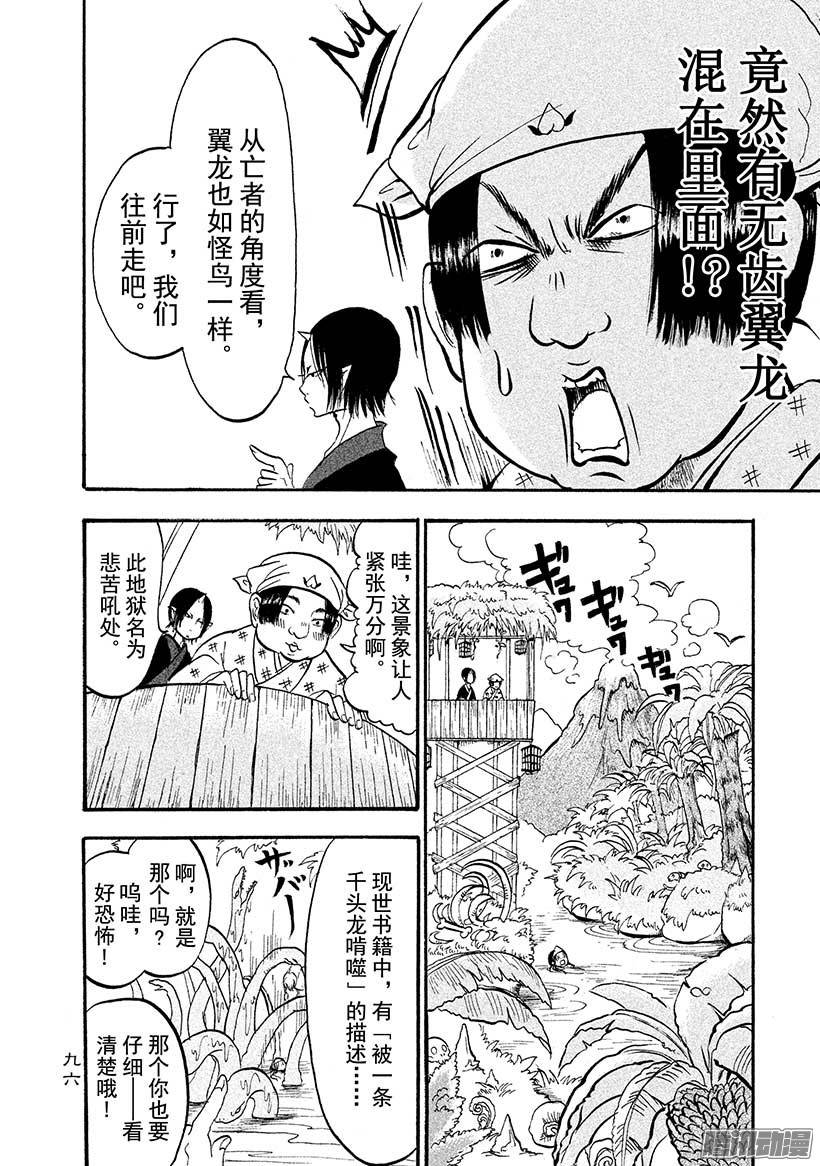 竟然有无齿翼龙
混在里面!?
从亡者的角度看，
翼龙也如怪鸟一样。
行了，我们
往前走吧。
ギュワ
ギュワ
ギュワ
哇，这景象让人
紧张万分啊。
此地狱名为
悲苦吼处。
现世书籍中，有「被一条
千头龙啃噬」的描述……
ザッバー
啊，就是
那个吗？
呜哇，
好恐怖！
那个你也要
仔细——看
清楚哦！
九六
腾讯动漫